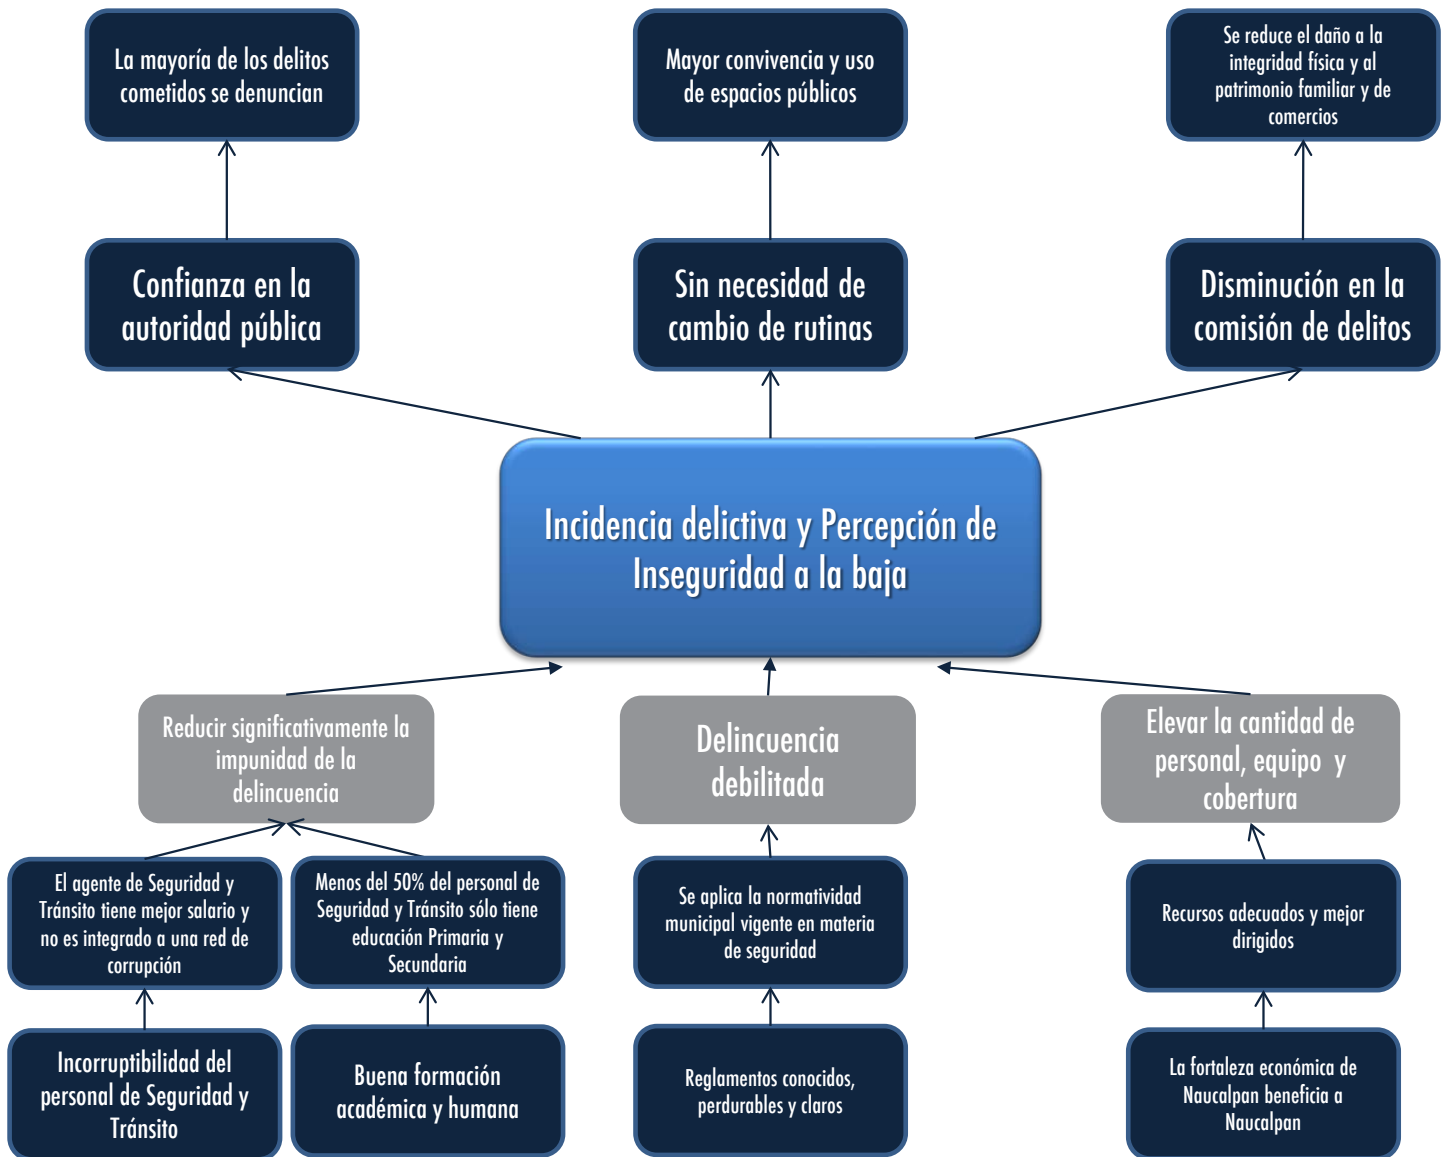 La mayoría de los delitos
cometidos se denuncian
Mayor convivencia y uso
de espacios públicos
Se reduce el daño a la
integridad física y al
patrimonio familiar y de
comercios
Confianza en la
autoridad pública
Sin necesidad de
cambio de rutinas
Disminución en la
comisión de delitos
Incidencia delictiva y Percepción de
Inseguridad a la baja
Reducir significativamente la
impunidad de la
delincuencia
Delincuencia
debilitada
Elevar la cantidad de
personal, equipo y
cobertura
El agente de Seguridad y
Tránsito tiene mejor salario y
no es integrado a una red de
corrupción
Menos del 50% del personal de
Seguridad y Tránsito sólo tiene
educación Primaria y
Secundaria
Se aplica la normatividad
municipal vigente en materia
de seguridad
Recursos adecuados y mejor
dirigidos
Incorruptibilidad del
personal de Seguridad y
Tránsito
Buena formación
académica y humana
Reglamentos conocidos,
perdurables y claros
La fortaleza económica de
Naucalpan beneficia a
Naucalpan